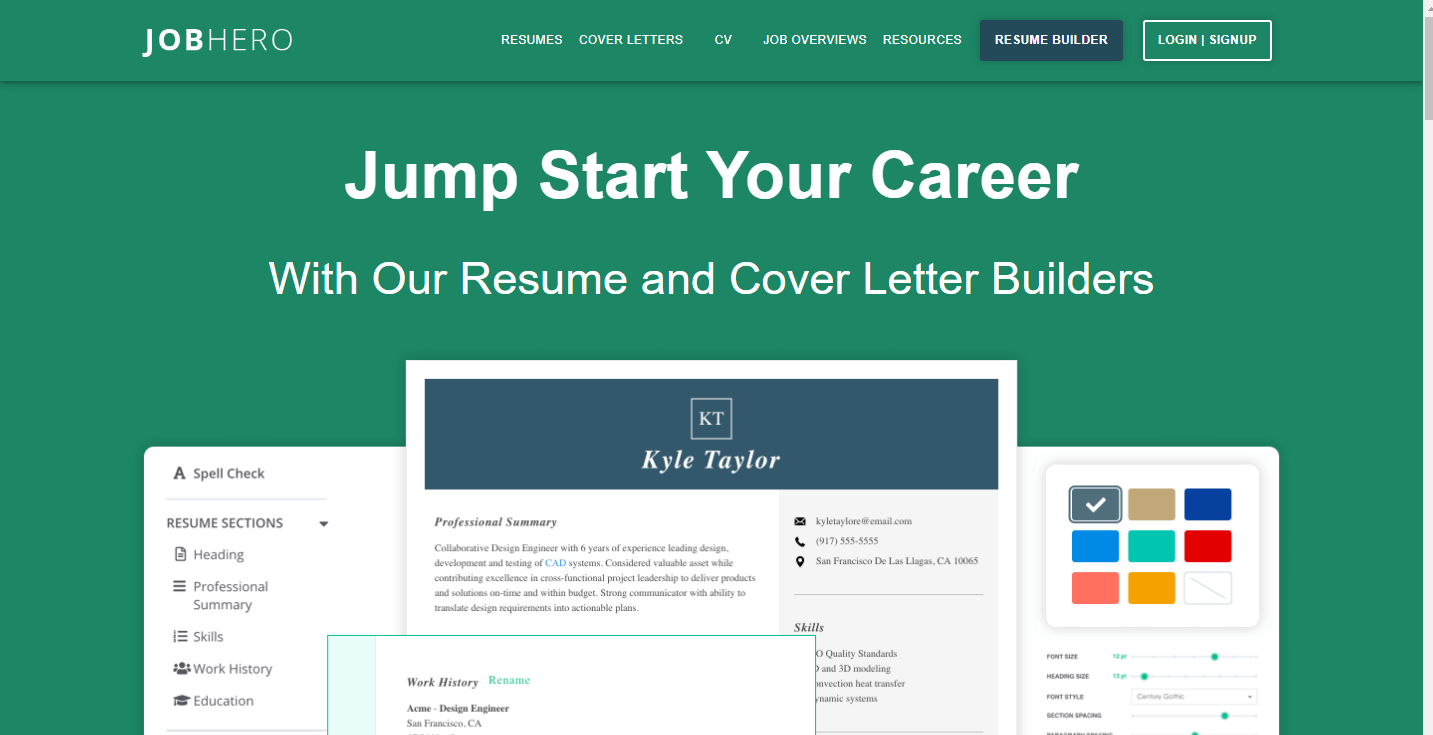 JOBHERO
RESUMES COVER LETTERS CV JOB OVERVIEWS RESOURCES RESUME BUILDER LOGIN | SIGNUP
Jump Start Your Career
With Our Resume and Cover Letter Builders
KT
Kyle Taylor
Spell Check
RESUME SECTIONS
Heading
Professional
Summary
Skills
Work History
Education
Professional Summary
Collaborative Design Engineer with 6 years of experience leading design,
development and testing of CAD systems. Considered valuable asset while
contributing excellence in cross-functional project leadership to deliver products
and solutions on-time and within budget. Strong communicator with ability to
translate design requirements into actionable plans.
kyletaylore@email.com
(917) 555-5555
San Francisco De Las Llagas, CA 10065
Skills
O Quality Standards
and 3D modeling
onvection heat transfer
ynamic systems
Work History Rename
Acme - Design Engineer
San Francisco, CA
FONT SIZE 12 pt
HEADING SIZE 13 pt
FONT STYLE Century Gothic
SECTION SPACING
PARAGRAPH SPACING